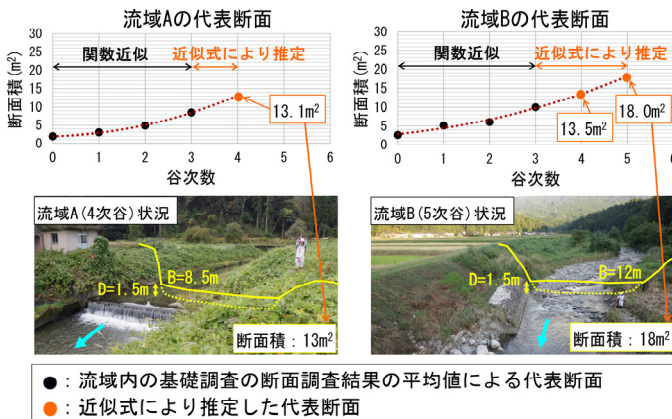 流域Aの代表断面
断面積(m²)
30
25
20
15
10
5
0
関数近似
近似式により推定
13.1m²
0 1 2 3 4 5 6
谷次数
流域Bの代表断面
断面積(m²)
30
25
20
15
10
5
0
関数近似
近似式により推定
13.5m²
18.0m²
0 1 2 3 4 5 6
谷次数
流域A(4次谷)状況
B=8.5m
D=1.5m
断面積：13m²
流域B(5次谷)状況
B=12m
D=1.5m
断面積：18m²
●：流域内の基礎調査の断面調査結果の平均値による代表断面
●：近似式により推定した代表断面